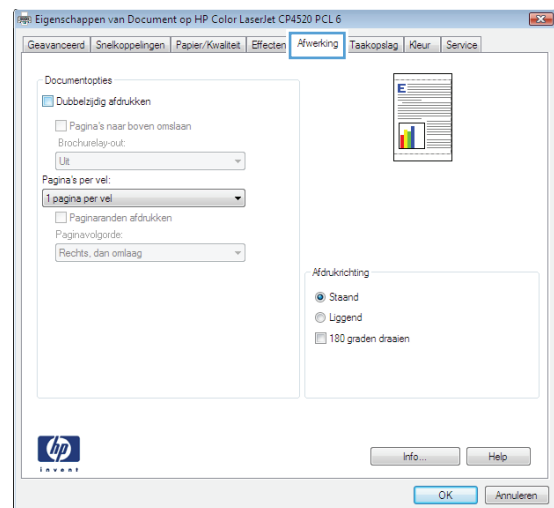 Eigenschappen van Document op HP Color LaserJet CP4520 PCL 6
Geavanceerd Snelkoppelingen Papier/Kwaliteit Effecten Afwerking Taakopslag Kleur Service
Documentopties
Dubbelzijdig afdrukken
Pagina's naar boven omslaan
Brochurelay-out:
Uit
Pagina's per vel:
1 pagina per vel
Paginaranden afdrukken
Paginavolgorde:
Rechts, dan omlaag
E
Afdrukrichting
Staand
Liggend
180 graden draaien
hp
invent
Info...
Help
OK
Annuleren